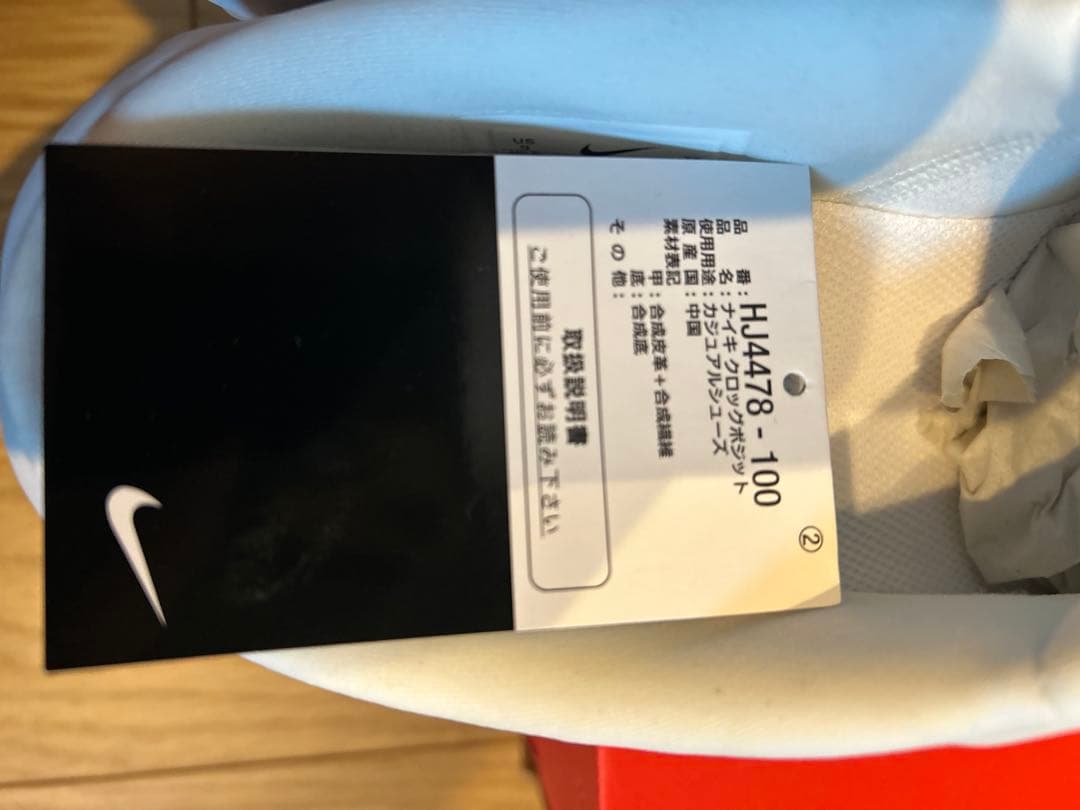 ②
品 番：HJ4478 - 100
品 名：ナイキ クロッグポジット
使用用途：カジュアルシューズ
原 産 国：中国
素材表記
甲：合成皮革＋合成繊維
底：合成底
そ の 他：
取扱説明書
ご使用前に必ずお読み下さい